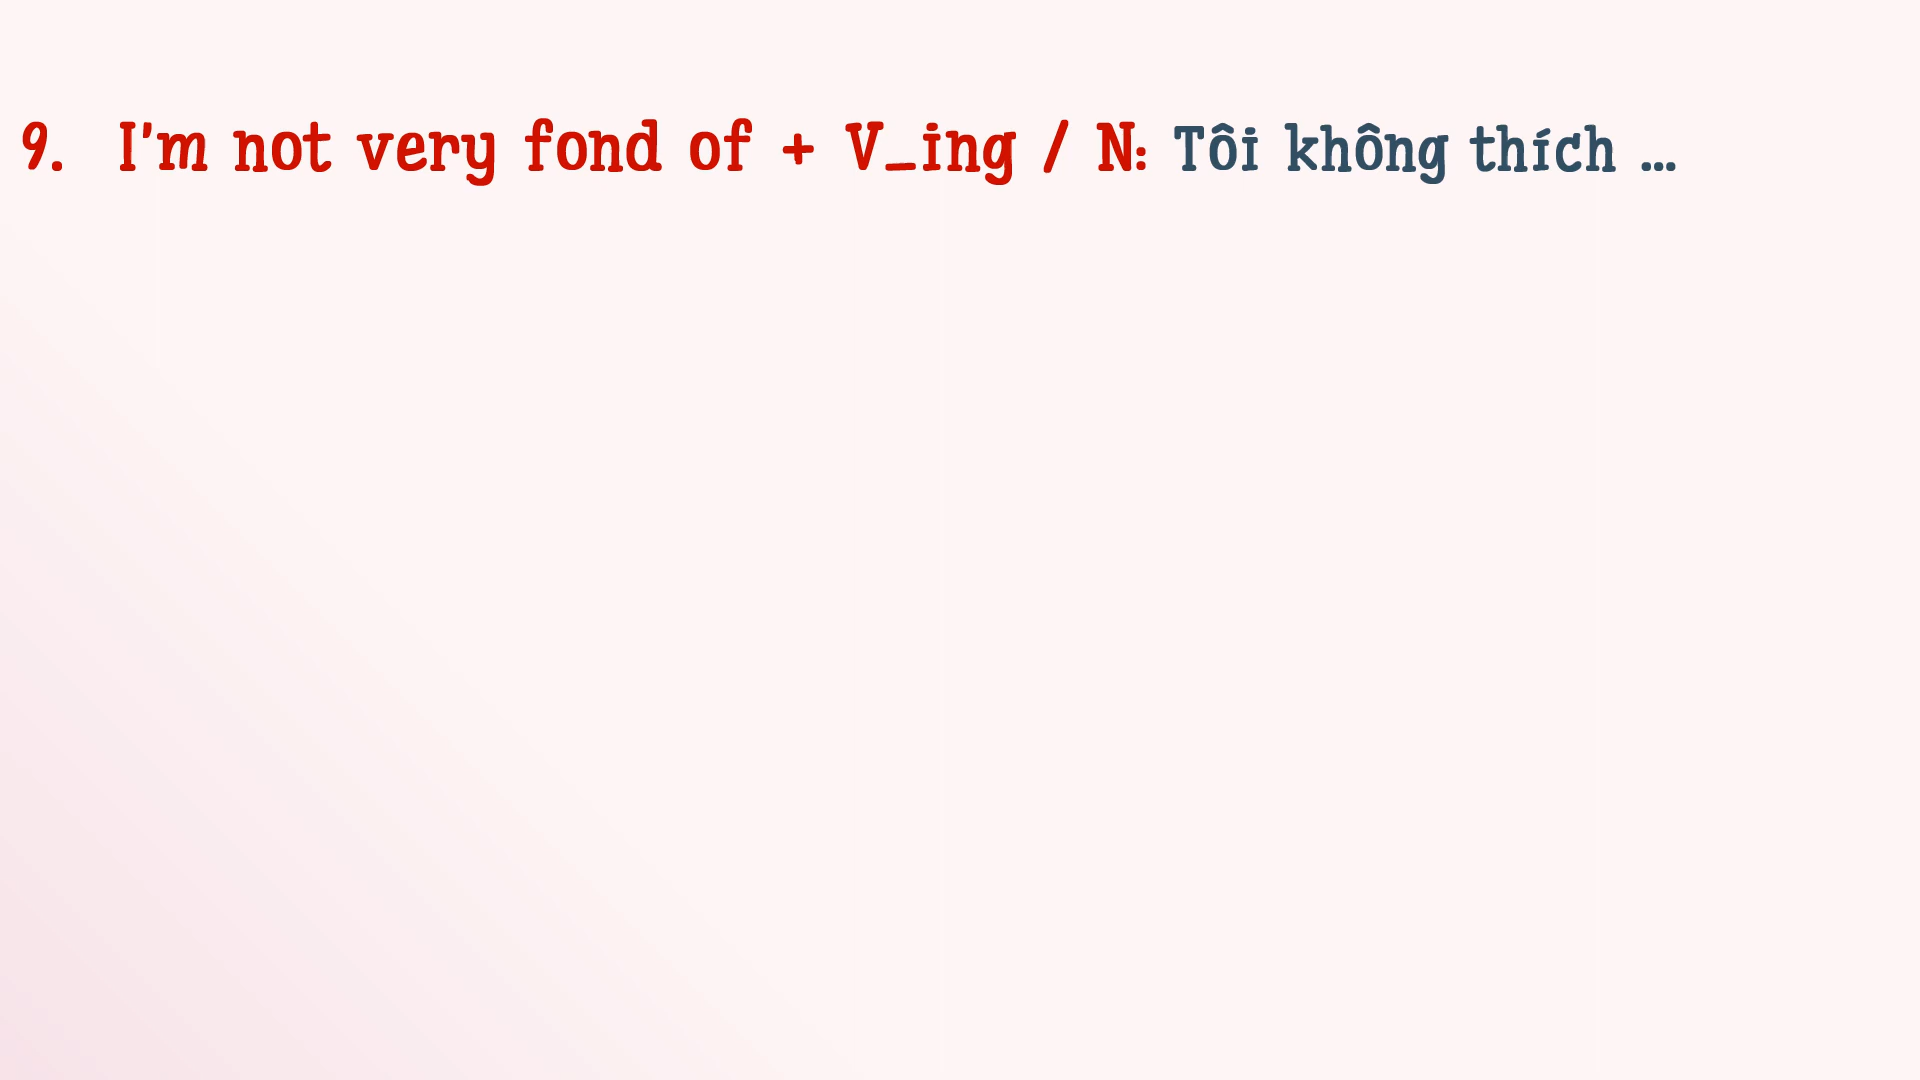 9. I'm not very fond of + V_ing / N: Tôi không thích ...